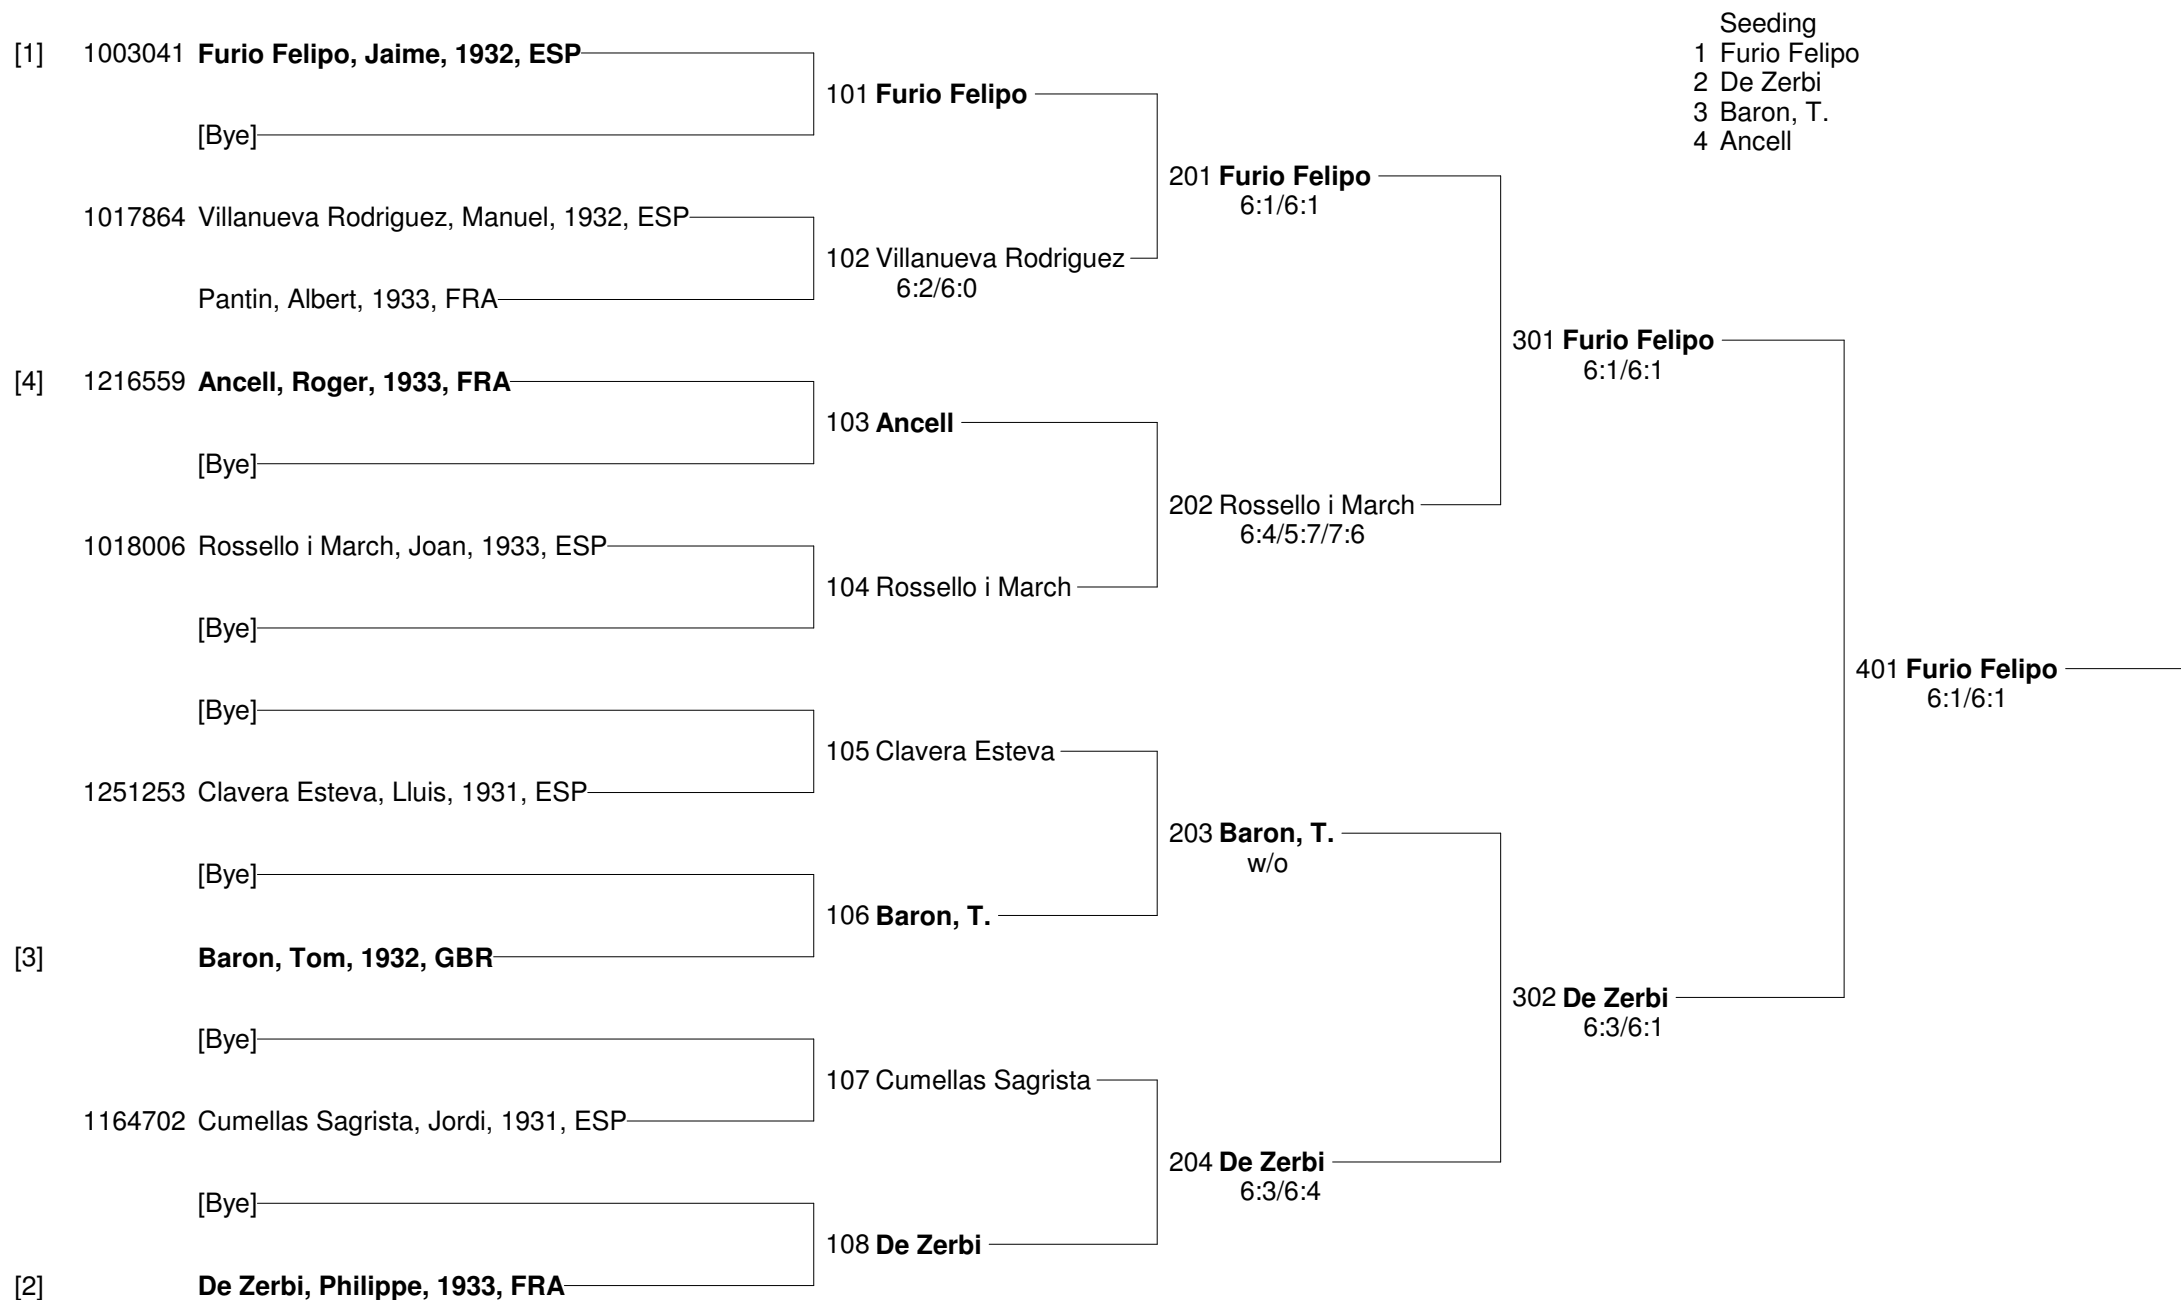 Seeding
1 Furio Felipo
2 De Zerbi
3 Baron, T.
4 Ancell
[1] 1003041 Furio Felipo, Jaime, 1932, ESP
[Bye]
1017864 Villanueva Rodriguez, Manuel, 1932, ESP
Pantin, Albert, 1933, FRA
[4] 1216559 Ancell, Roger, 1933, FRA
[Bye]
1018006 Rossello i March, Joan, 1933, ESP
[Bye]
[Bye]
1251253 Clavera Esteva, Lluis, 1931, ESP
[Bye]
[3] Baron, Tom, 1932, GBR
[Bye]
1164702 Cumellas Sagrista, Jordi, 1931, ESP
[Bye]
[2] De Zerbi, Philippe, 1933, FRA
101 Furio Felipo
102 Villanueva Rodriguez
6:2/6:0
103 Ancell
104 Rossello i March
105 Clavera Esteva
106 Baron, T.
107 Cumellas Sagrista
108 De Zerbi
201 Furio Felipo
6:1/6:1
202 Rossello i March
6:4/5:7/7:6
203 Baron, T.
w/o
204 De Zerbi
6:3/6:4
301 Furio Felipo
6:1/6:1
302 De Zerbi
6:3/6:1
401 Furio Felipo
6:1/6:1